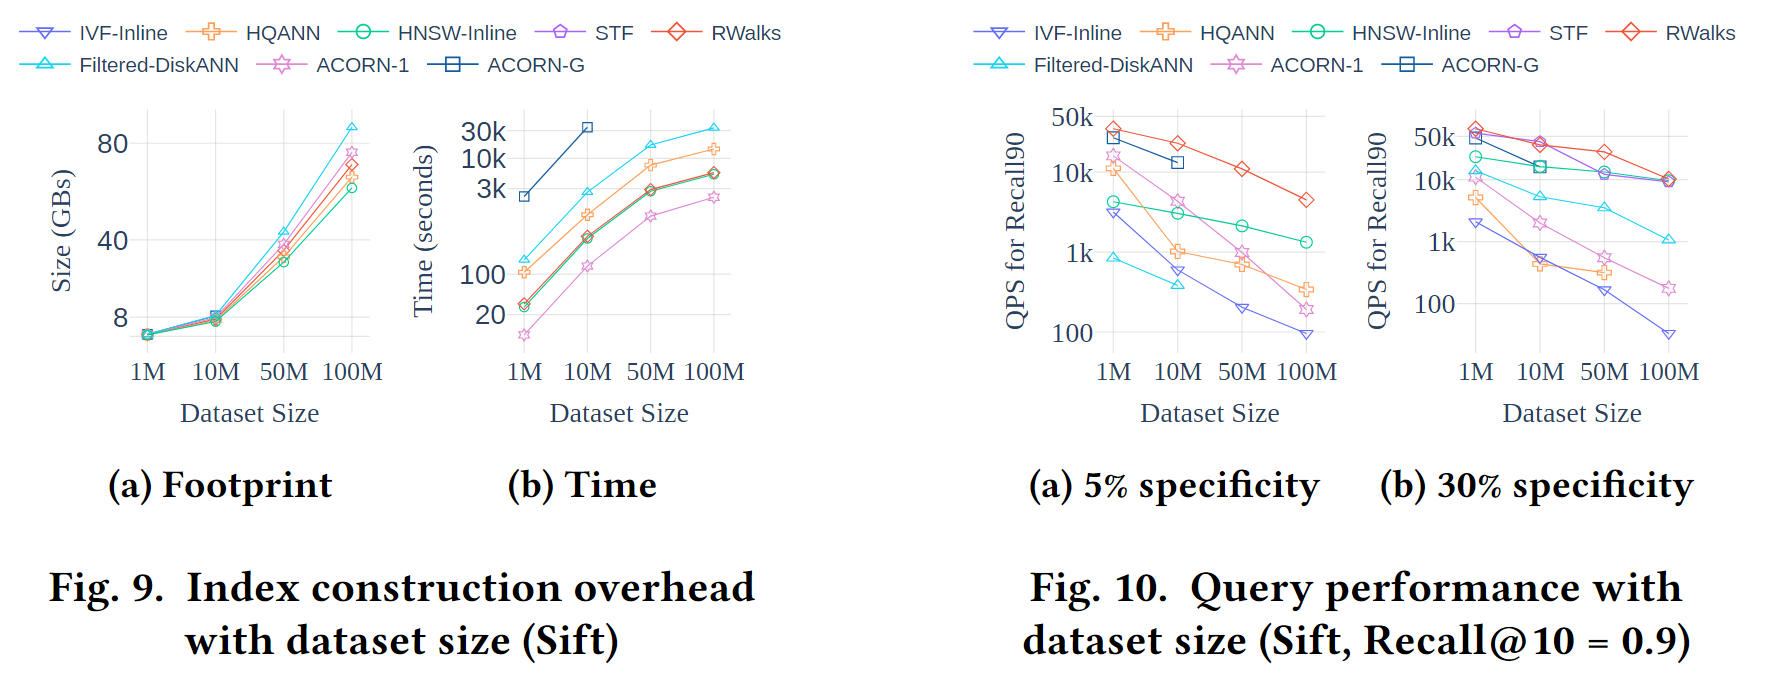 IVF-Inline HQANN HNSW-Inline STF RWalks
Filtered-DiskANN ACORN-1 ACORN-G
80
40
8
Size (GBs)
1M 10M 50M 100M
Dataset Size
30k
10k
3k
100
20
Time (seconds)
1M 10M 50M 100M
Dataset Size
(a) Footprint
(b) Time
Fig. 9. Index construction overhead
with dataset size (Sift)
IVF-Inline HQANN HNSW-Inline STF RWalks
Filtered-DiskANN ACORN-1 ACORN-G
50k
10k
1k
100
QPS for Recall90
1M 10M 50M 100M
Dataset Size
50k
10k
1k
100
QPS for Recall90
1M 10M 50M 100M
Dataset Size
(a) 5% specificity
(b) 30% specificity
Fig. 10. Query performance with
dataset size (Sift, Recall@10 = 0.9)